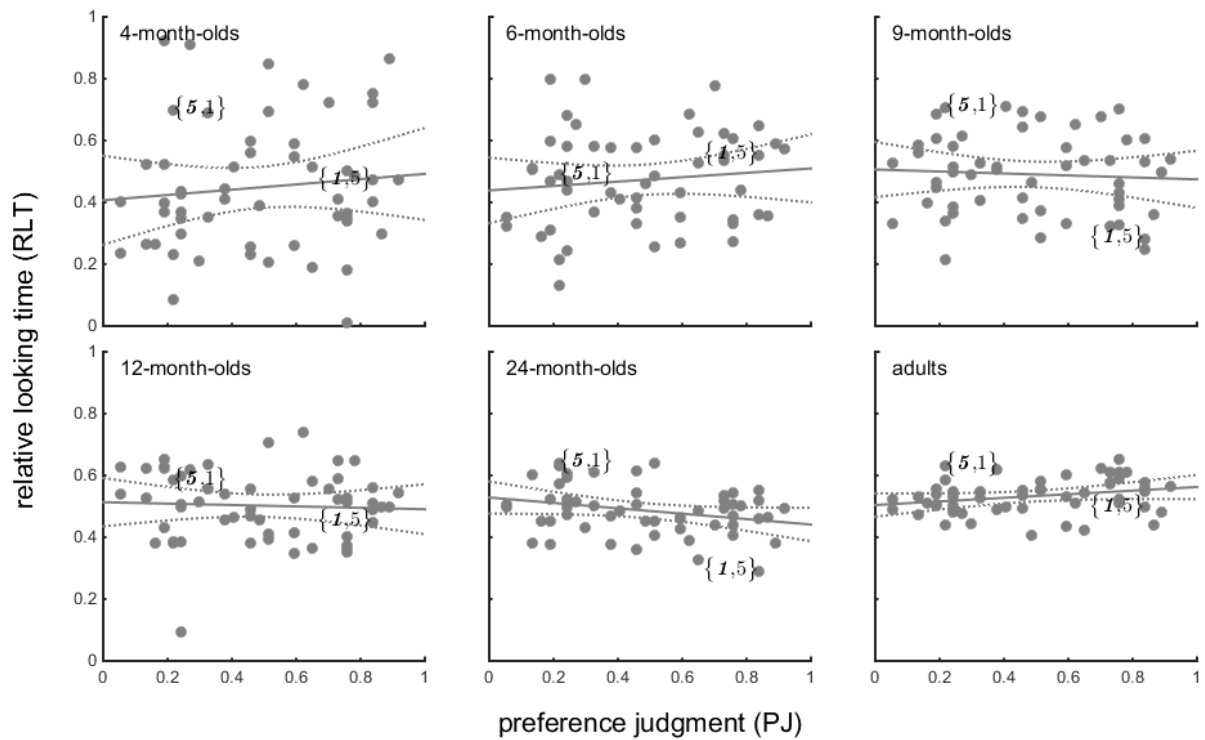 relative looking time (RLT)
4-month-olds
{5,1}
{1,5}
1
0.8
0.6
0.4
0.2
0
6-month-olds
{5,1}
{1,5}
9-month-olds
{5,1}
{1,5}
12-month-olds
{5,1}
{1,5}
1
0.8
0.6
0.4
0.2
0
0 0.2 0.4 0.6 0.8 1
24-month-olds
{5,1}
{1,5}
0 0.2 0.4 0.6 0.8 1
adults
{5,1}
{1,5}
0 0.2 0.4 0.6 0.8 1
preference judgment (PJ)